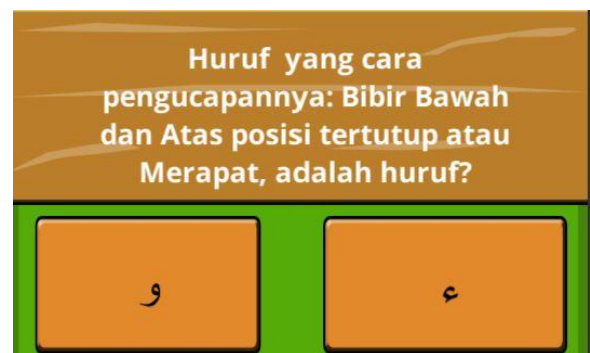 Huruf yang cara
pengucapannya: Bibir Bawah
dan Atas posisi tertutup atau
Merapat, adalah huruf?
و
ء